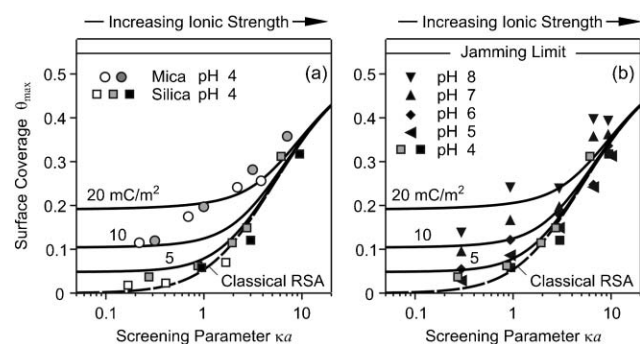 Increasing Ionic Strength
Increasing Ionic Strength
Surface Coverage θmax
0.5
0.4
0.3
0.2
0.1
0
Mica pH 4
Silica pH 4
(a)
20 mC/m²
10
5
Classical RSA
0.1
1
10
Screening Parameter κa
Jamming Limit
(b)
pH 8
pH 7
pH 6
pH 5
pH 4
20 mC/m²
10
5
Classical RSA
0.1
1
10
Screening Parameter κa